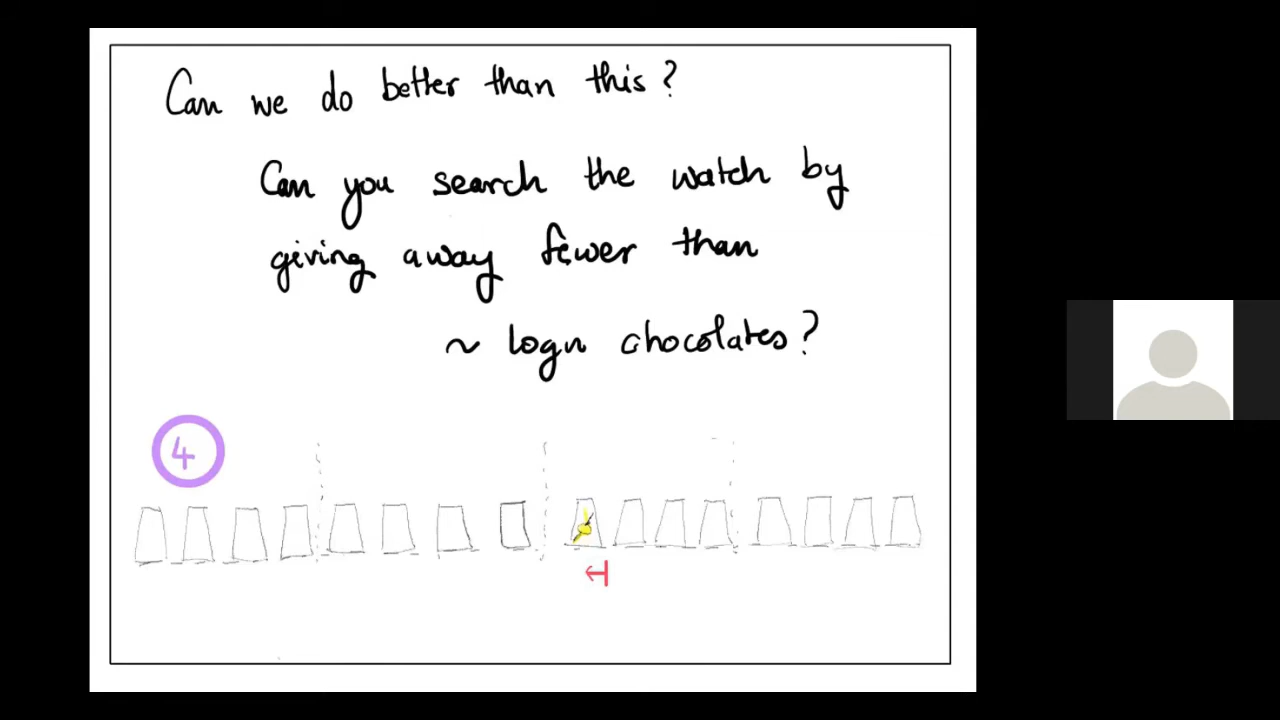 Can we do better than this?
Can you search the watch by
giving away fewer than
~ logn chocolates?
4